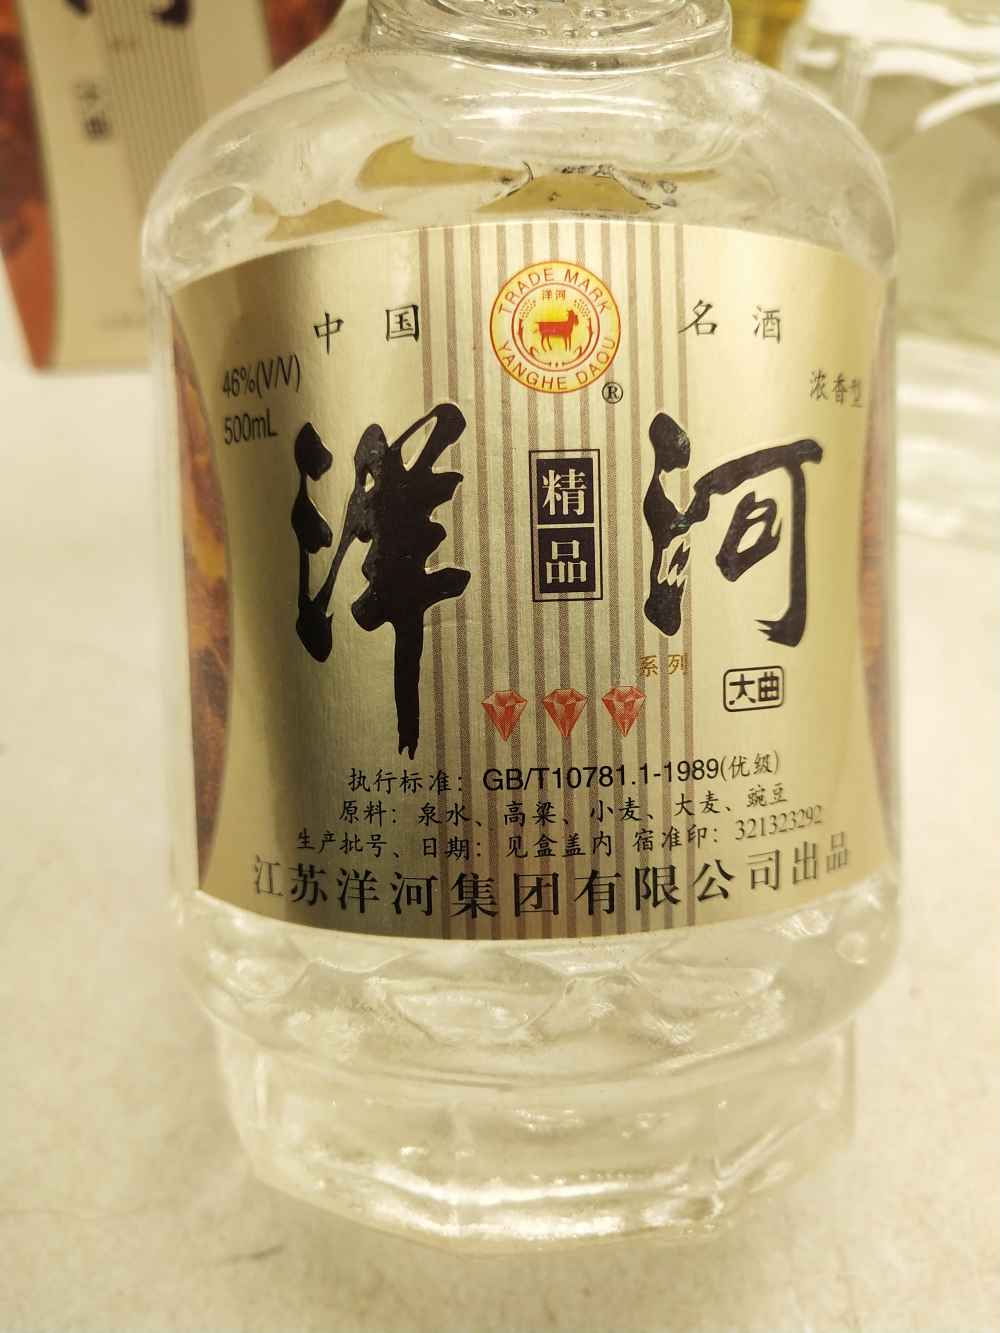 中国 名酒
TRADE MARK
洋河
YANGHE DAQU
®
46%(V/V)
500mL
浓香型
洋河
精品
系列
大曲
执行标准：GB/T10781.1-1989(优级)
原料：泉水、高粱、小麦、大麦、豌豆
生产批号、日期：见盒盖内 宿准印：321323292
江苏洋河集团有限公司出品
大曲